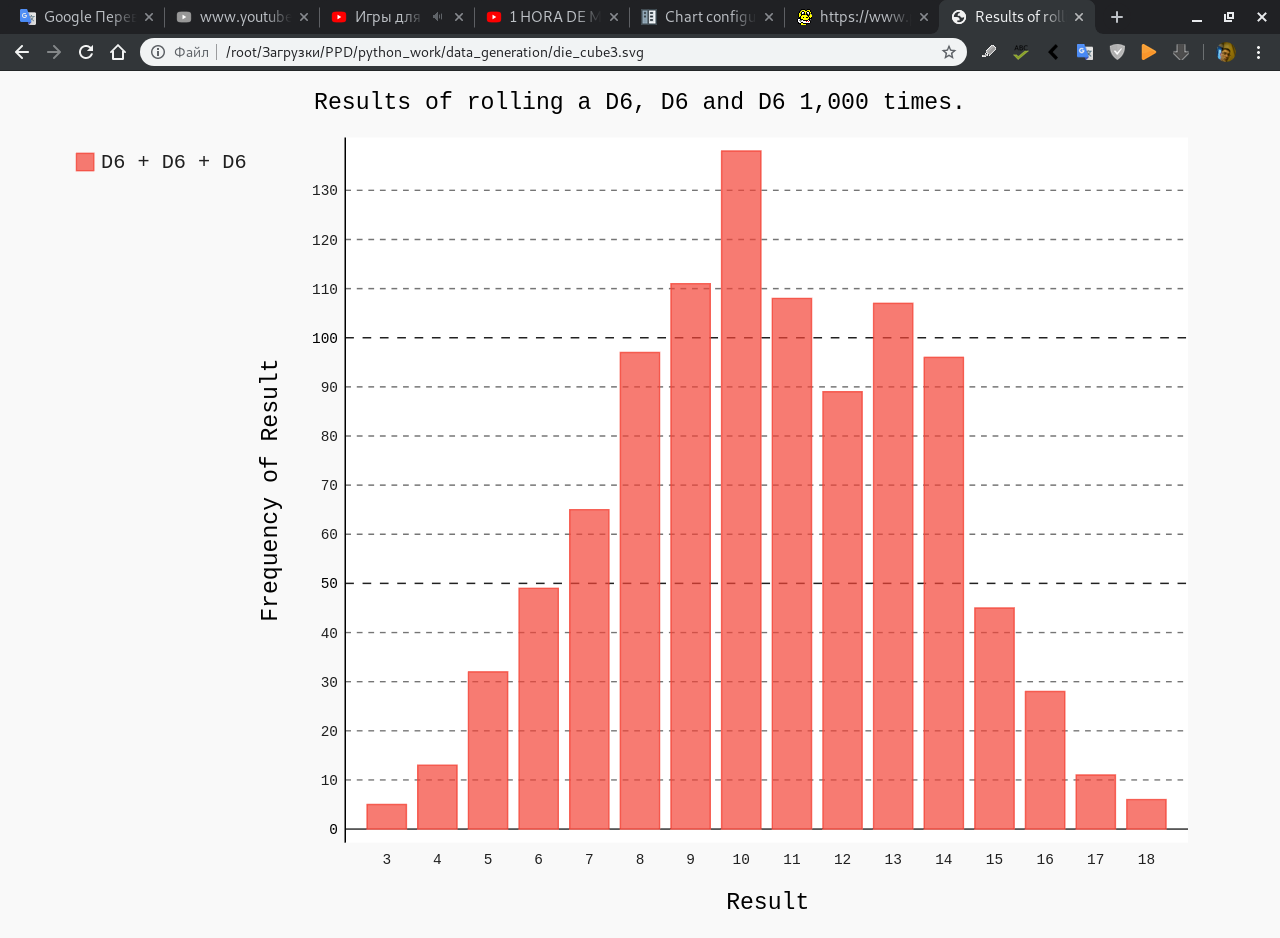 Google Пере
www.youtube
Игры для
1 HORA DE M
Chart configu
https://www.
Results of roll
Файл /root/Загрузки/PPD/python_work/data_generation/die_cube3.svg
ABC
Results of rolling a D6, D6 and D6 1,000 times.
D6 + D6 + D6
130
120
110
100
90
80
70
60
50
40
30
20
10
0
Frequency of Result
3 4 5 6 7 8 9 10 11 12 13 14 15 16 17 18
Result